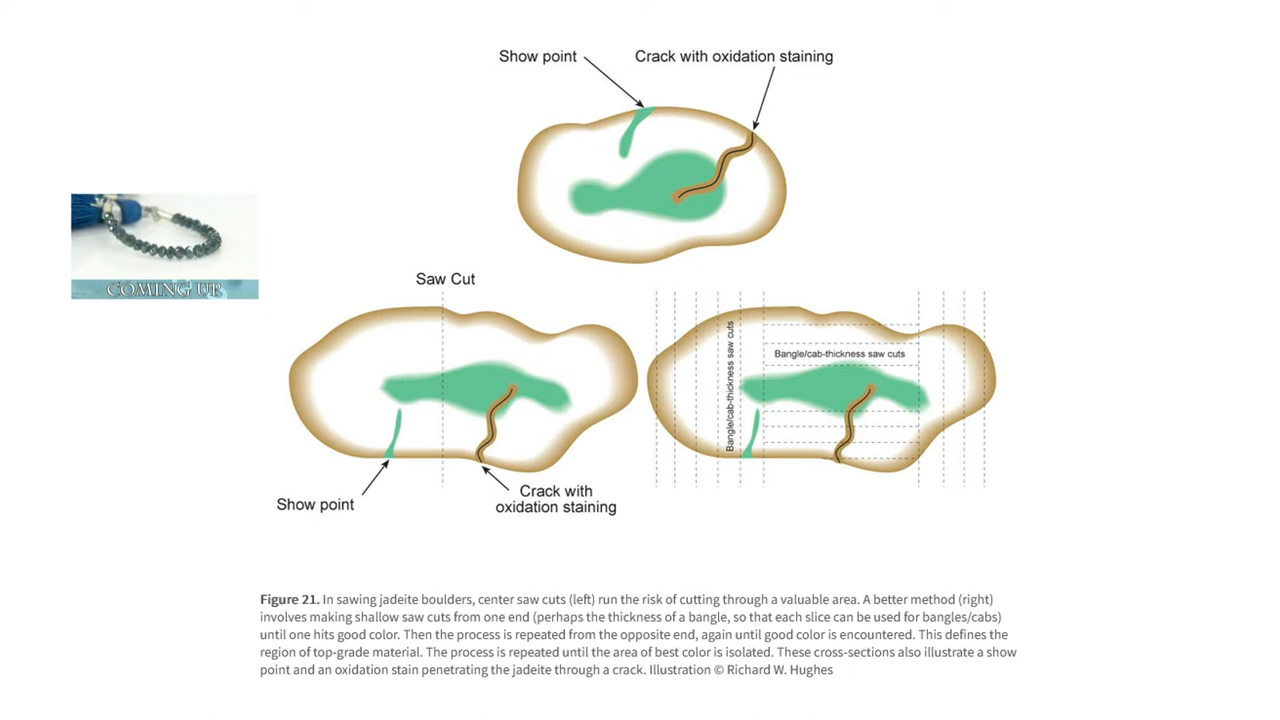 Show point
Crack with oxidation staining
COMING UP
Saw Cut
Bangle/cab-thickness saw cuts
Bangle/cab-thickness saw cuts
Show point
Crack with
oxidation staining
Figure 21. In sawing jadeite boulders, center saw cuts (left) run the risk of cutting through a valuable area. A better method (right)
involves making shallow saw cuts from one end (perhaps the thickness of a bangle, so that each slice can be used for bangles/cabs)
until one hits good color. Then the process is repeated from the opposite end, again until good color is encountered. This defines the
region of top-grade material. The process is repeated until the area of best color is isolated. These cross-sections also illustrate a show
point and an oxidation stain penetrating the jadeite through a crack. Illustration © Richard W. Hughes